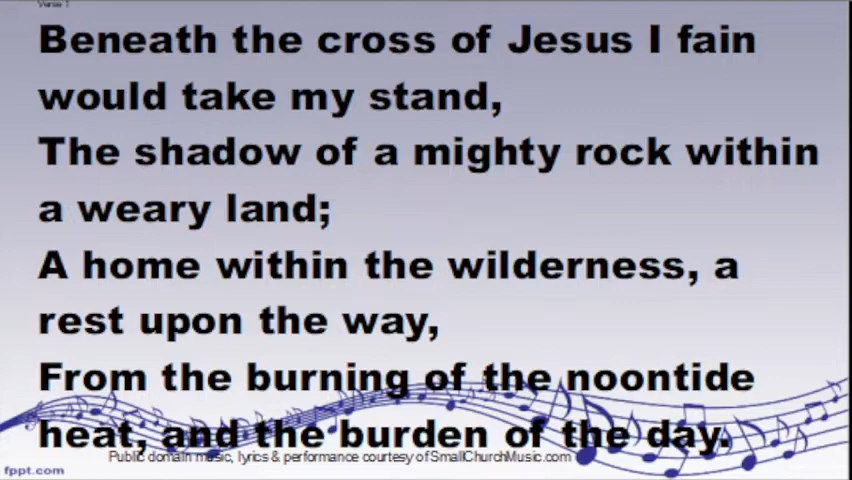 Verse 1
Beneath the cross of Jesus I fain
would take my stand,
The shadow of a mighty rock within
a weary land;
A home within the wilderness, a
rest upon the way,
From the burning of the noontide
heat, and the burden of the day.
Public domain music, lyrics & performance courtesy of SmallChurchMusic.com
fppt.com